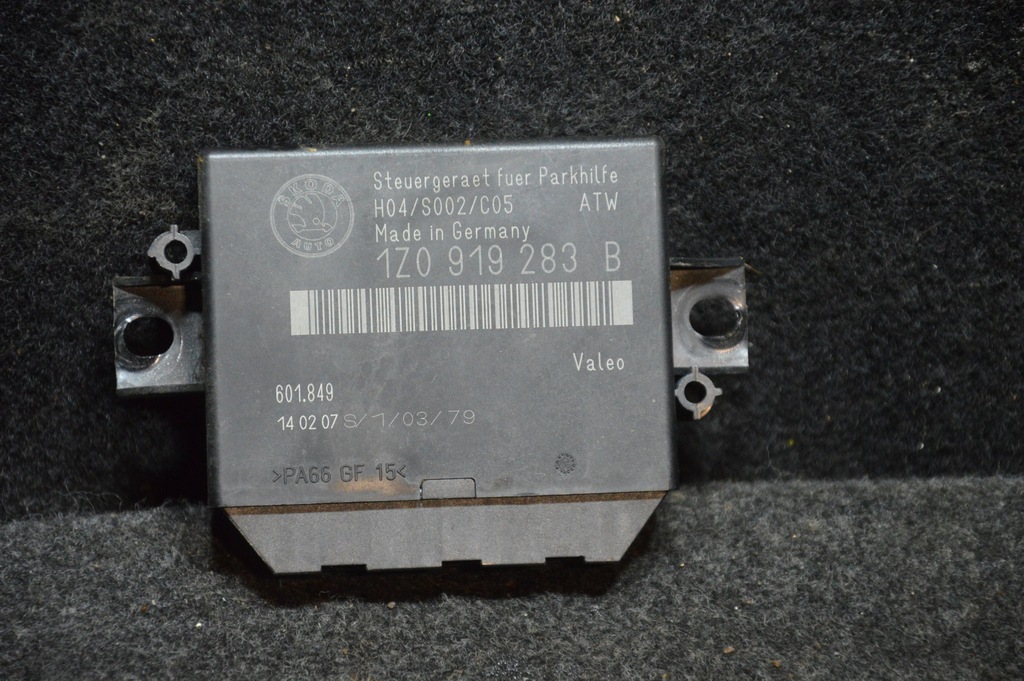 ŠKODA
AUTO
Steuergeraet fuer Parkhilfe
H04/S002/C05 ATW
Made in Germany
1Z0 919 283 B
Valeo
601.849
14 02 07 S/1/03/79
>PA66 GF 15<